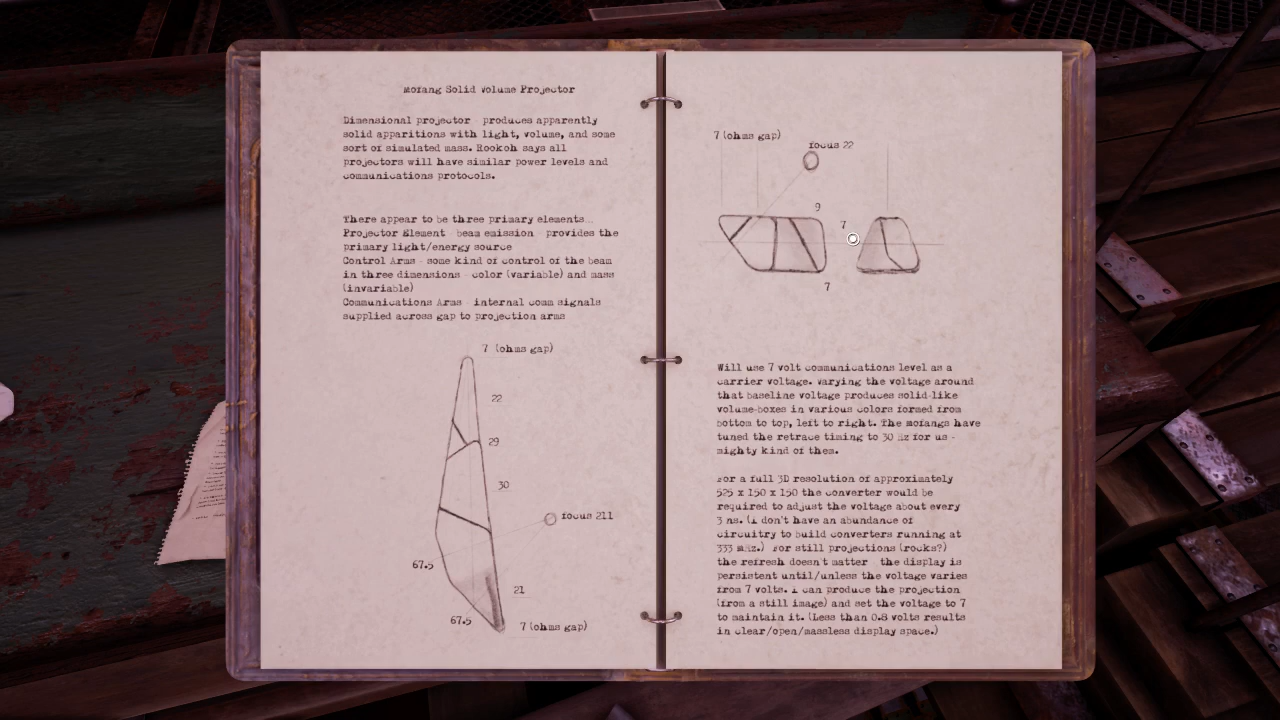 Mofang Solid Volume Projector
Dimensional projector - produces apparently
solid apparitions with light, volume, and some
sort of simulated mass. Rookoh says all
projectors will have similar power levels and
communications protocols.
There appear to be three primary elements...
Projector Element - beam emission - provides the
primary light/energy source
Control Arms - some kind of control of the beam
in three dimensions - color (variable) and mass
(invariable)
Communications Arms - internal comm signals
supplied across gap to projection arms
7 (ohms gap)
22
29
30
focus 211
67.5
21
67.5
7 (ohms gap)
7 (ohms gap)
focus 22
9
7
7
Will use 7 volt communications level as a
carrier voltage. Varying the voltage around
that baseline voltage produces solid-like
volume-boxes in various colors formed from
bottom to top, left to right. The mofangs have
tuned the retrace timing to 30 Hz for us -
mighty kind of them.
For a full 3D resolution of approximately
525 x 150 x 150 the converter would be
required to adjust the voltage about every
3 ns. (I don't have an abundance of
circuitry to build converters running at
333 mHz.) For still projections (rocks?)
the refresh doesn't matter - the display is
persistent until/unless the voltage varies
from 7 volts. I can produce the projection
(from a still image) and set the voltage to 7
to maintain it. (Less than 0.8 volts results
in clear/open/massless display space.)